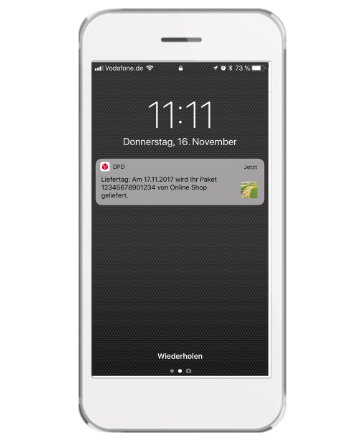 Vodafone.de 73 %
11:11
Donnerstag, 16. November
DPD Jetzt
Liefertag: Am 17.11.2017 wird Ihr Paket
12345678901234 von Online Shop
geliefert.
Wiederholen